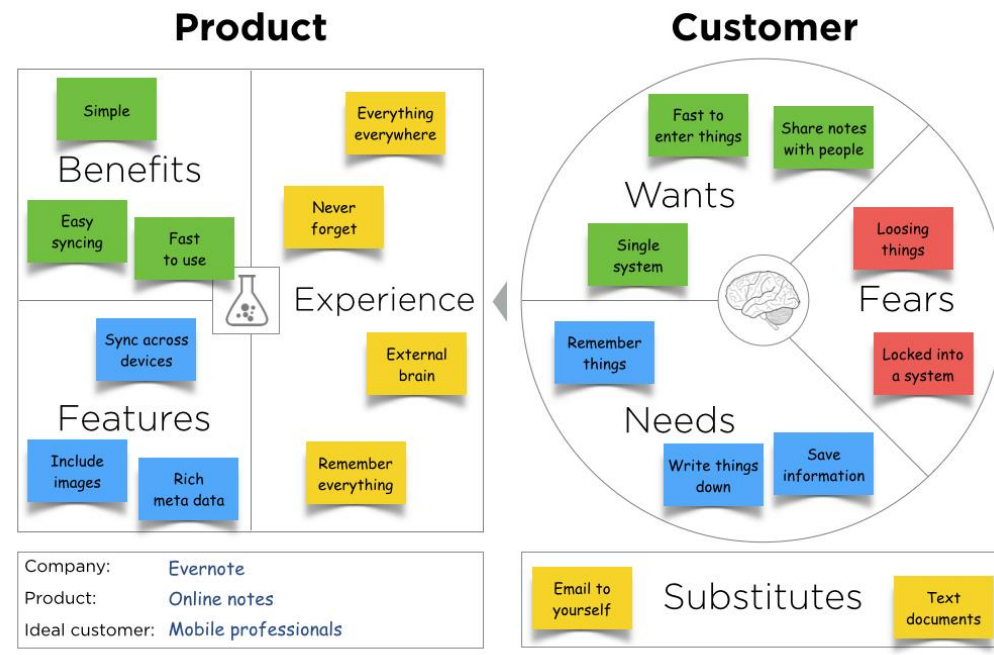 Product
Simple
Benefits
Easy
syncing
Fast
to use
Everything
everywhere
Never
forget
Experience
Sync across
devices
Features
Include
images
Rich
meta data
External
brain
Remember
everything
Company: Evernote
Product: Online notes
Ideal customer: Mobile professionals
Customer
Fast to
enter things
Share notes
with people
Wants
Single
system
Loosing
things
Fears
Locked into
a system
Remember
things
Needs
Write things
down
Save
information
Email to
yourself
Substitutes
Text
documents